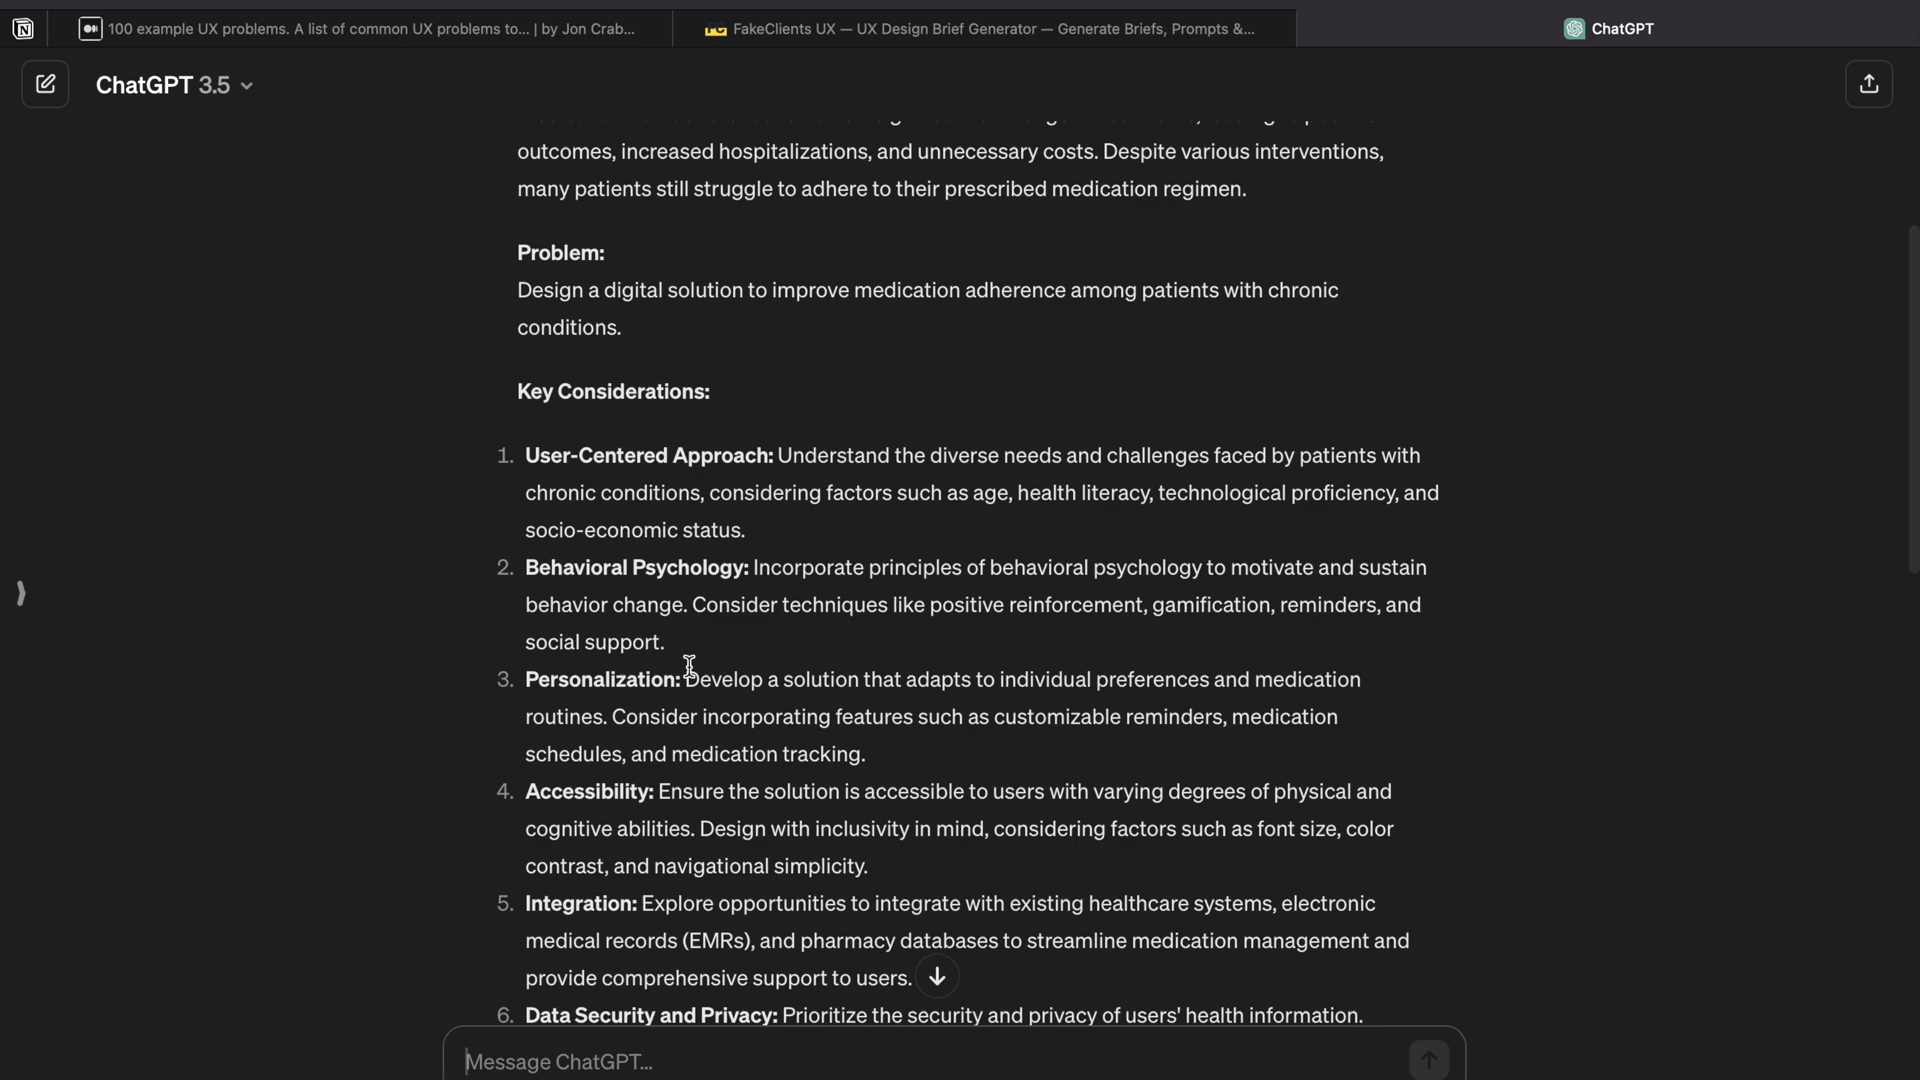 100 example UX problems. A list of common UX problems to... | by Jon Crab...
FakeClients UX — UX Design Brief Generator — Generate Briefs, Prompts &...
ChatGPT
ChatGPT 3.5
outcomes, increased hospitalizations, and unnecessary costs. Despite various interventions,
many patients still struggle to adhere to their prescribed medication regimen.
Problem:
Design a digital solution to improve medication adherence among patients with chronic
conditions.
Key Considerations:
1. User-Centered Approach: Understand the diverse needs and challenges faced by patients with
chronic conditions, considering factors such as age, health literacy, technological proficiency, and
socio-economic status.
2. Behavioral Psychology: Incorporate principles of behavioral psychology to motivate and sustain
behavior change. Consider techniques like positive reinforcement, gamification, reminders, and
social support.
3. Personalization: Develop a solution that adapts to individual preferences and medication
routines. Consider incorporating features such as customizable reminders, medication
schedules, and medication tracking.
4. Accessibility: Ensure the solution is accessible to users with varying degrees of physical and
cognitive abilities. Design with inclusivity in mind, considering factors such as font size, color
contrast, and navigational simplicity.
5. Integration: Explore opportunities to integrate with existing healthcare systems, electronic
medical records (EMRs), and pharmacy databases to streamline medication management and
provide comprehensive support to users.
6. Data Security and Privacy: Prioritize the security and privacy of users' health information.
Message ChatGPT...